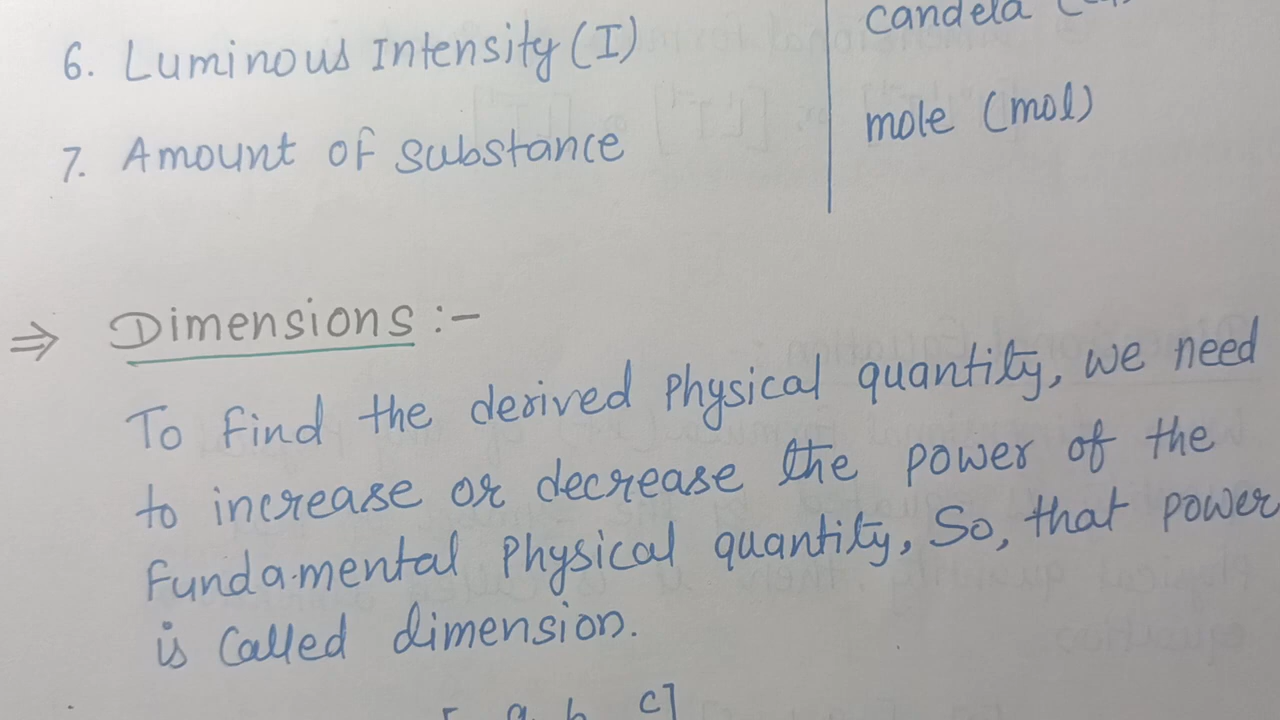 candela (
6. Luminous Intensity (I)
mole (mol)
7. Amount of substance
⇒ Dimensions :-
To find the derived physical quantity, we need
to increase or decrease the power of the
fundamental physical quantity, So, that power
is called dimension.
a b c]